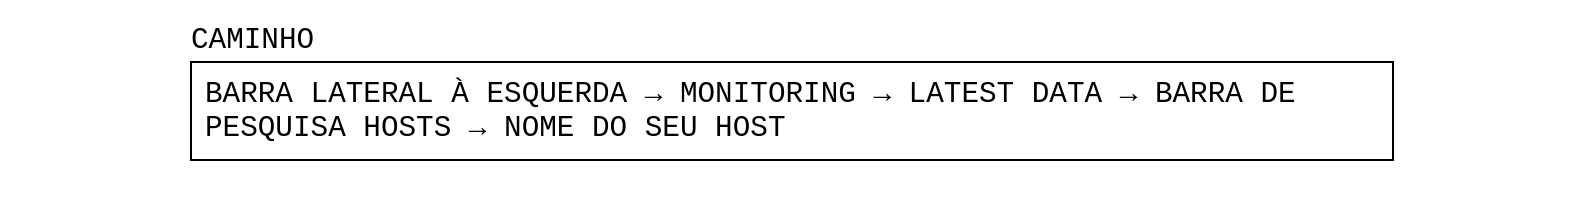 CAMINHO
BARRA LATERAL À ESQUERDA → MONITORING → LATEST DATA → BARRA DE
PESQUISA HOSTS → NOME DO SEU HOST